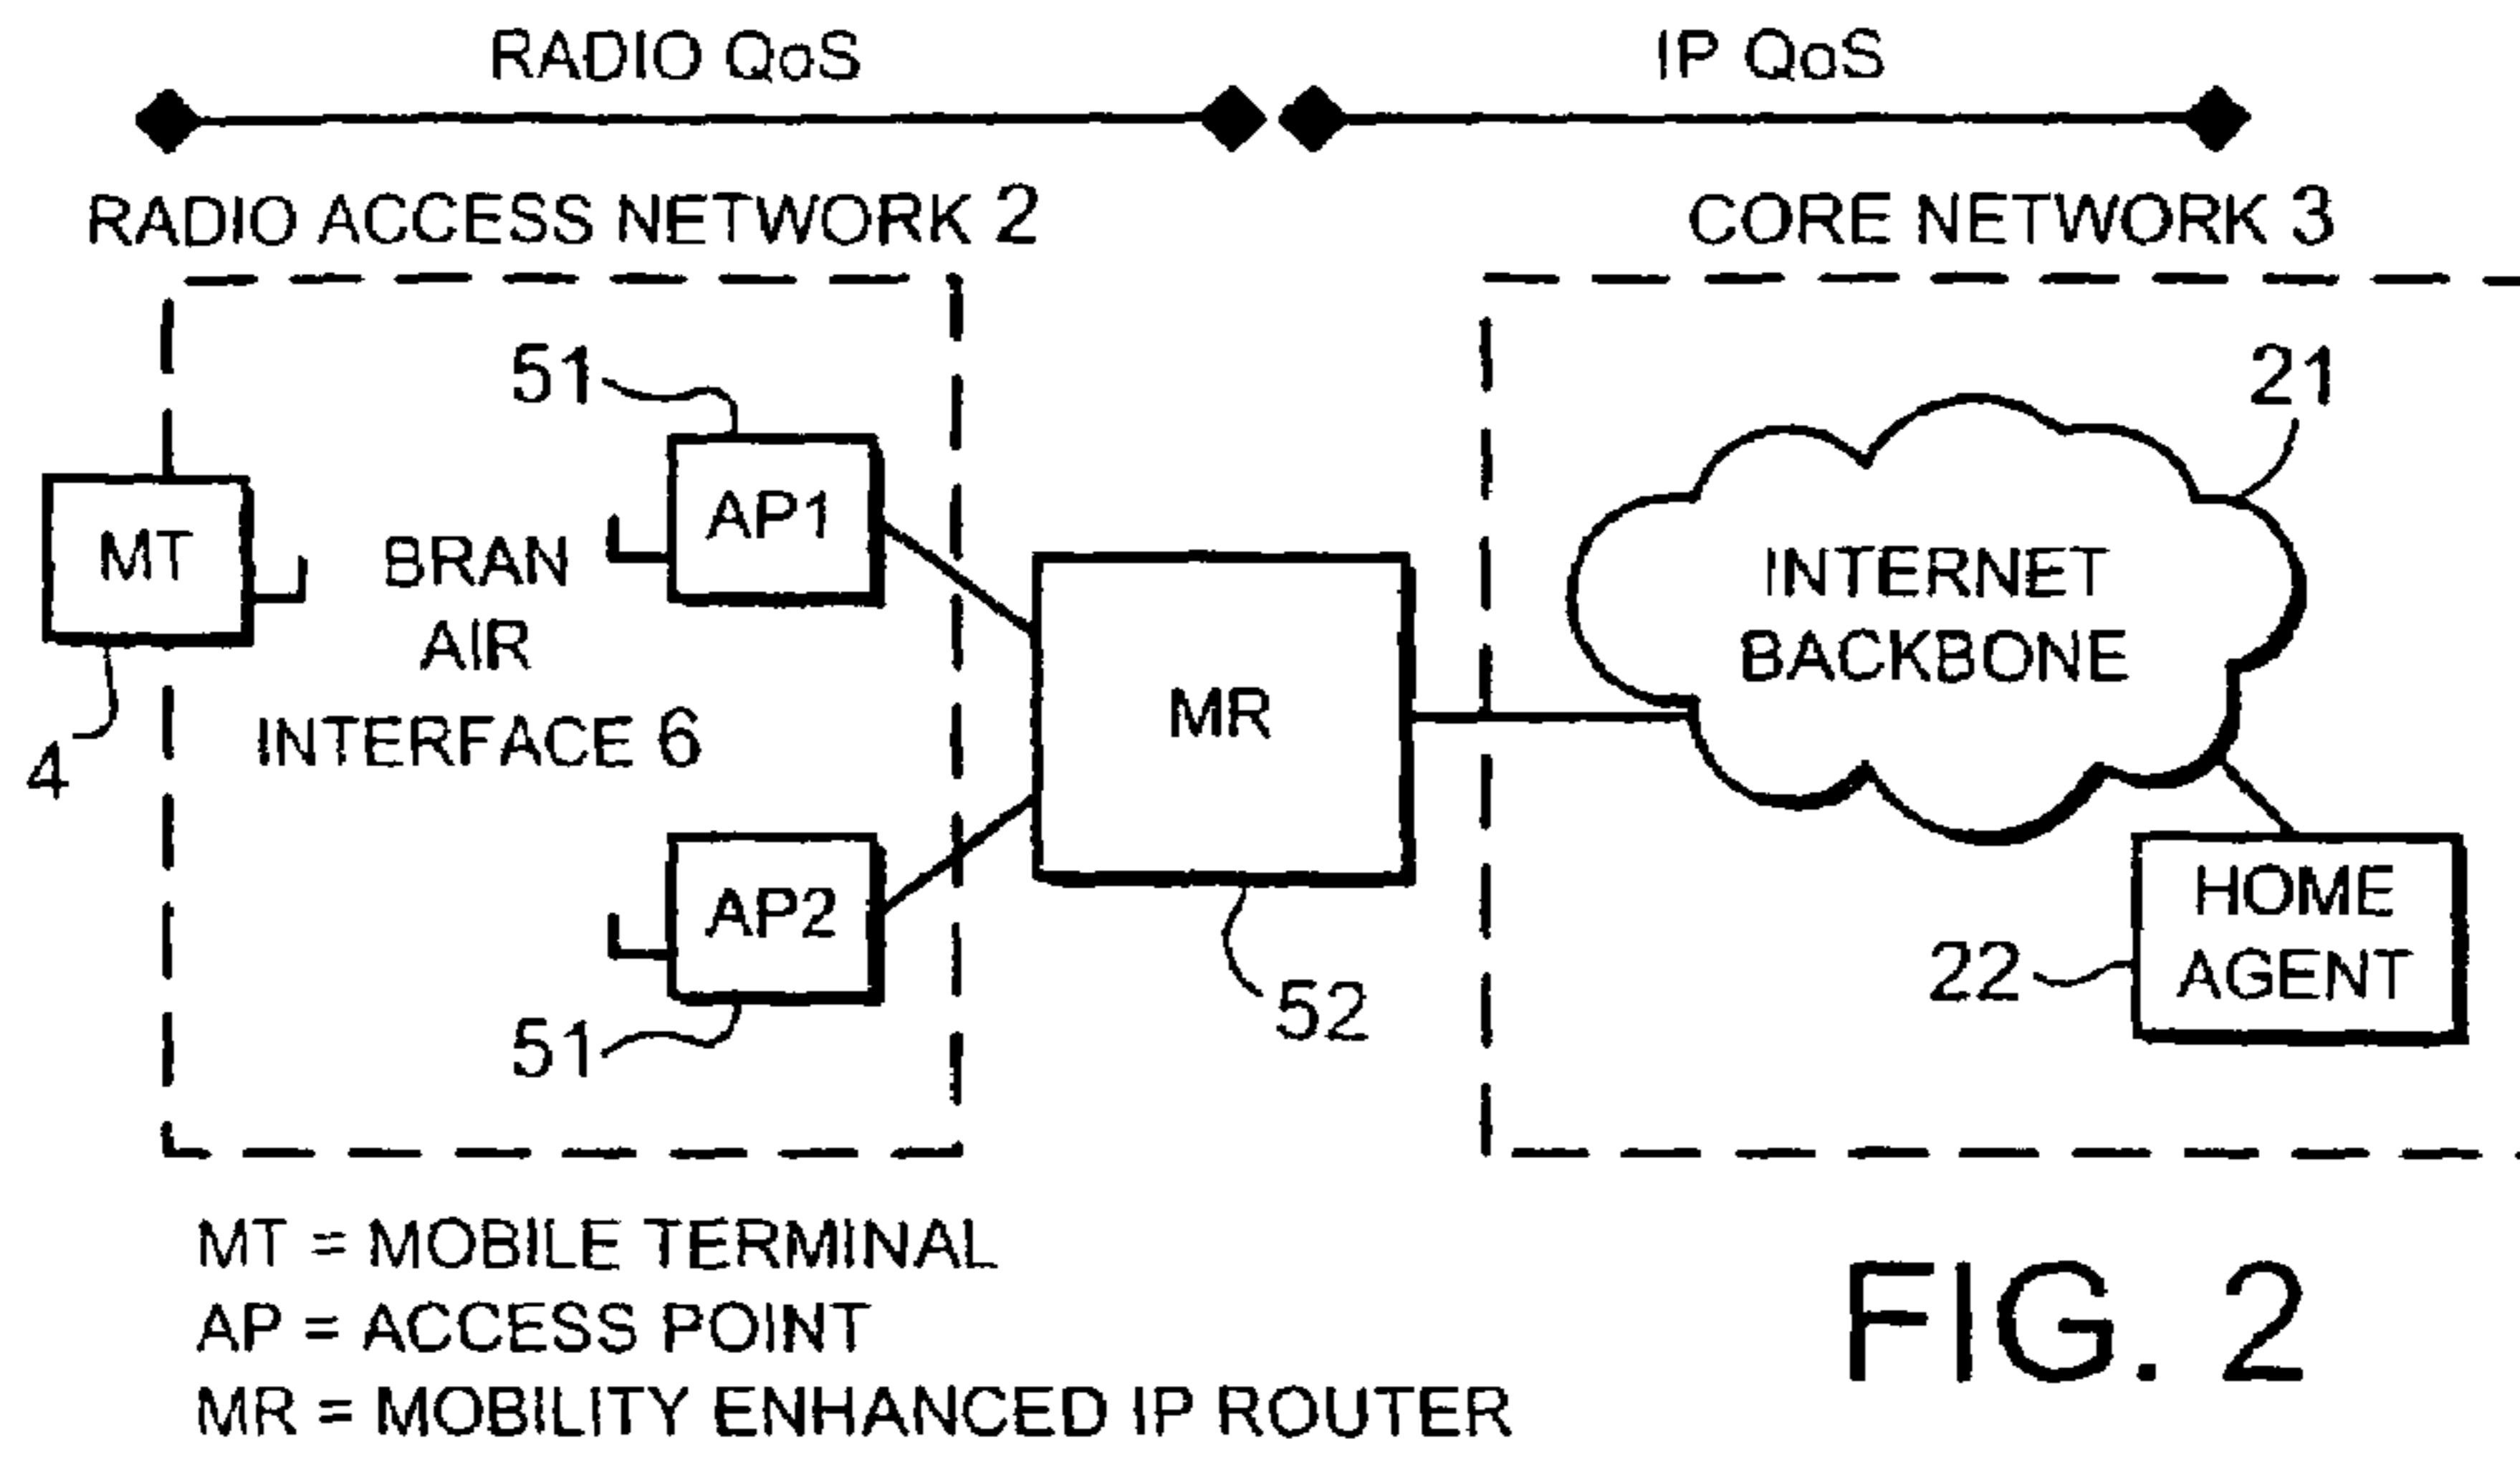 RADIO QoS
IP QoS
RADIO ACCESS NETWORK 2
CORE NETWORK 3
51
21
AP1
MT
BRAN
AIR
INTERFACE 6
4
MR
INTERNET
BACKBONE
AP2
51
52
HOME
AGENT
22
MT = MOBILE TERMINAL
AP = ACCESS POINT
MR = MOBILITY ENHANCED IP ROUTER
FIG. 2